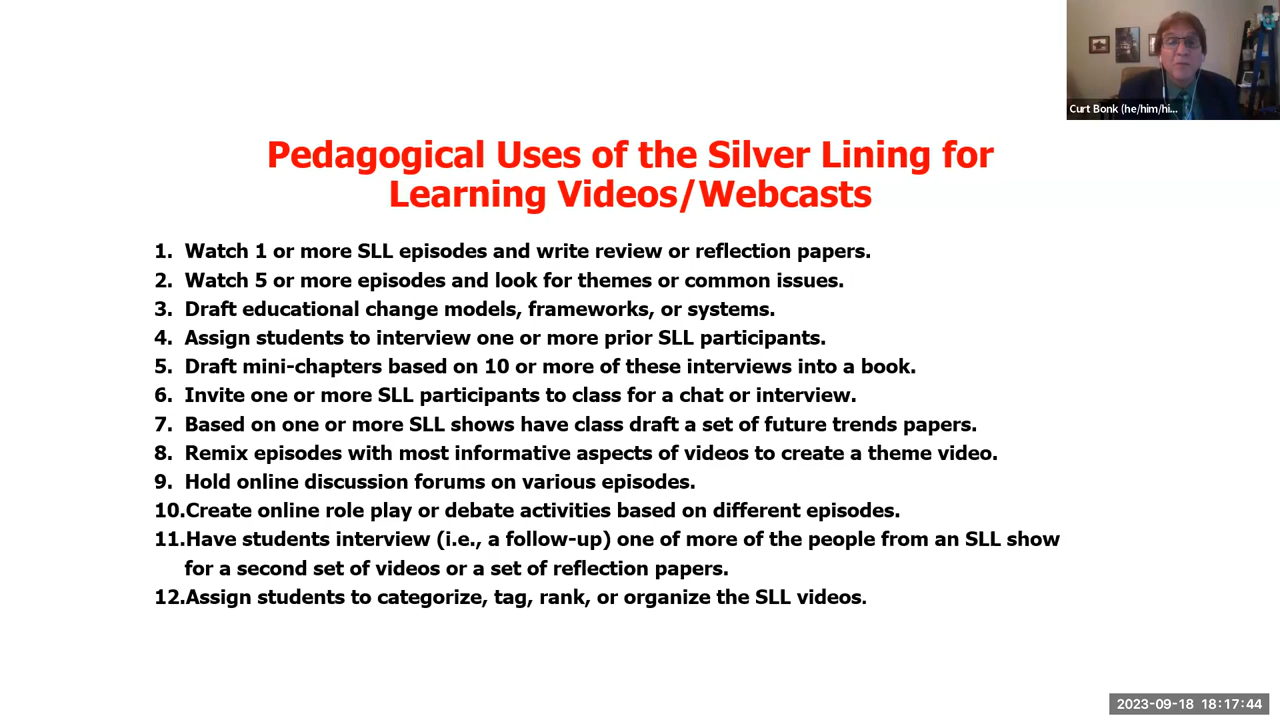 Curt Bonk (he/him/hi...
Pedagogical Uses of the Silver Lining for
Learning Videos/Webcasts
1. Watch 1 or more SLL episodes and write review or reflection papers.
2. Watch 5 or more episodes and look for themes or common issues.
3. Draft educational change models, frameworks, or systems.
4. Assign students to interview one or more prior SLL participants.
5. Draft mini-chapters based on 10 or more of these interviews into a book.
6. Invite one or more SLL participants to class for a chat or interview.
7. Based on one or more SLL shows have class draft a set of future trends papers.
8. Remix episodes with most informative aspects of videos to create a theme video.
9. Hold online discussion forums on various episodes.
10.Create online role play or debate activities based on different episodes.
11.Have students interview (i.e., a follow-up) one of more of the people from an SLL show
for a second set of videos or a set of reflection papers.
12.Assign students to categorize, tag, rank, or organize the SLL videos.
2023-09-18 18:17:44